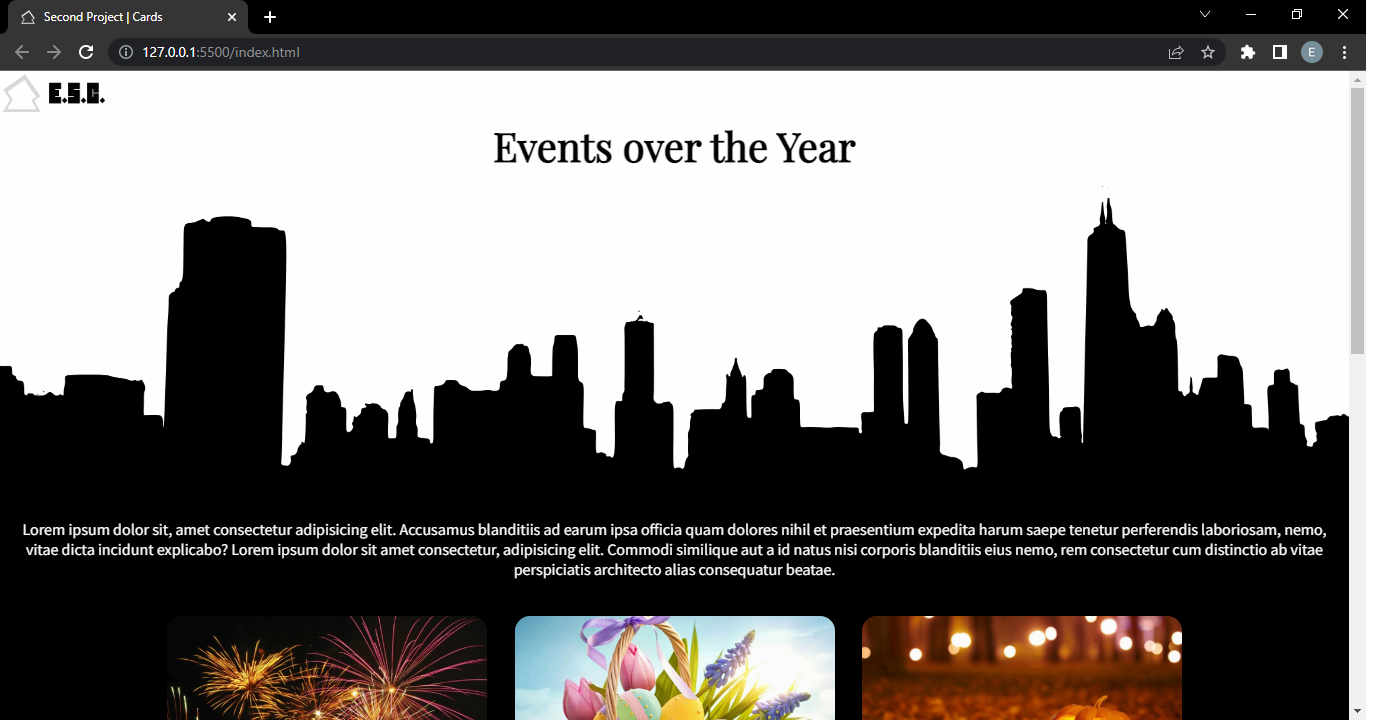 Second Project | Cards
127.0.0.1:5500/index.html
E
E.S.C.
Events over the Year
Lorem ipsum dolor sit, amet consectetur adipisicing elit. Accusamus blanditiis ad earum ipsa officia quam dolores nihil et praesentium expedita harum saepe tenetur perferendis laboriosam, nemo,
vitae dicta incidunt explicabo? Lorem ipsum dolor sit amet consectetur, adipisicing elit. Commodi similique aut a id natus nisi corporis blanditiis eius nemo, rem consectetur cum distinctio ab vitae
perspiciatis architecto alias consequatur beatae.